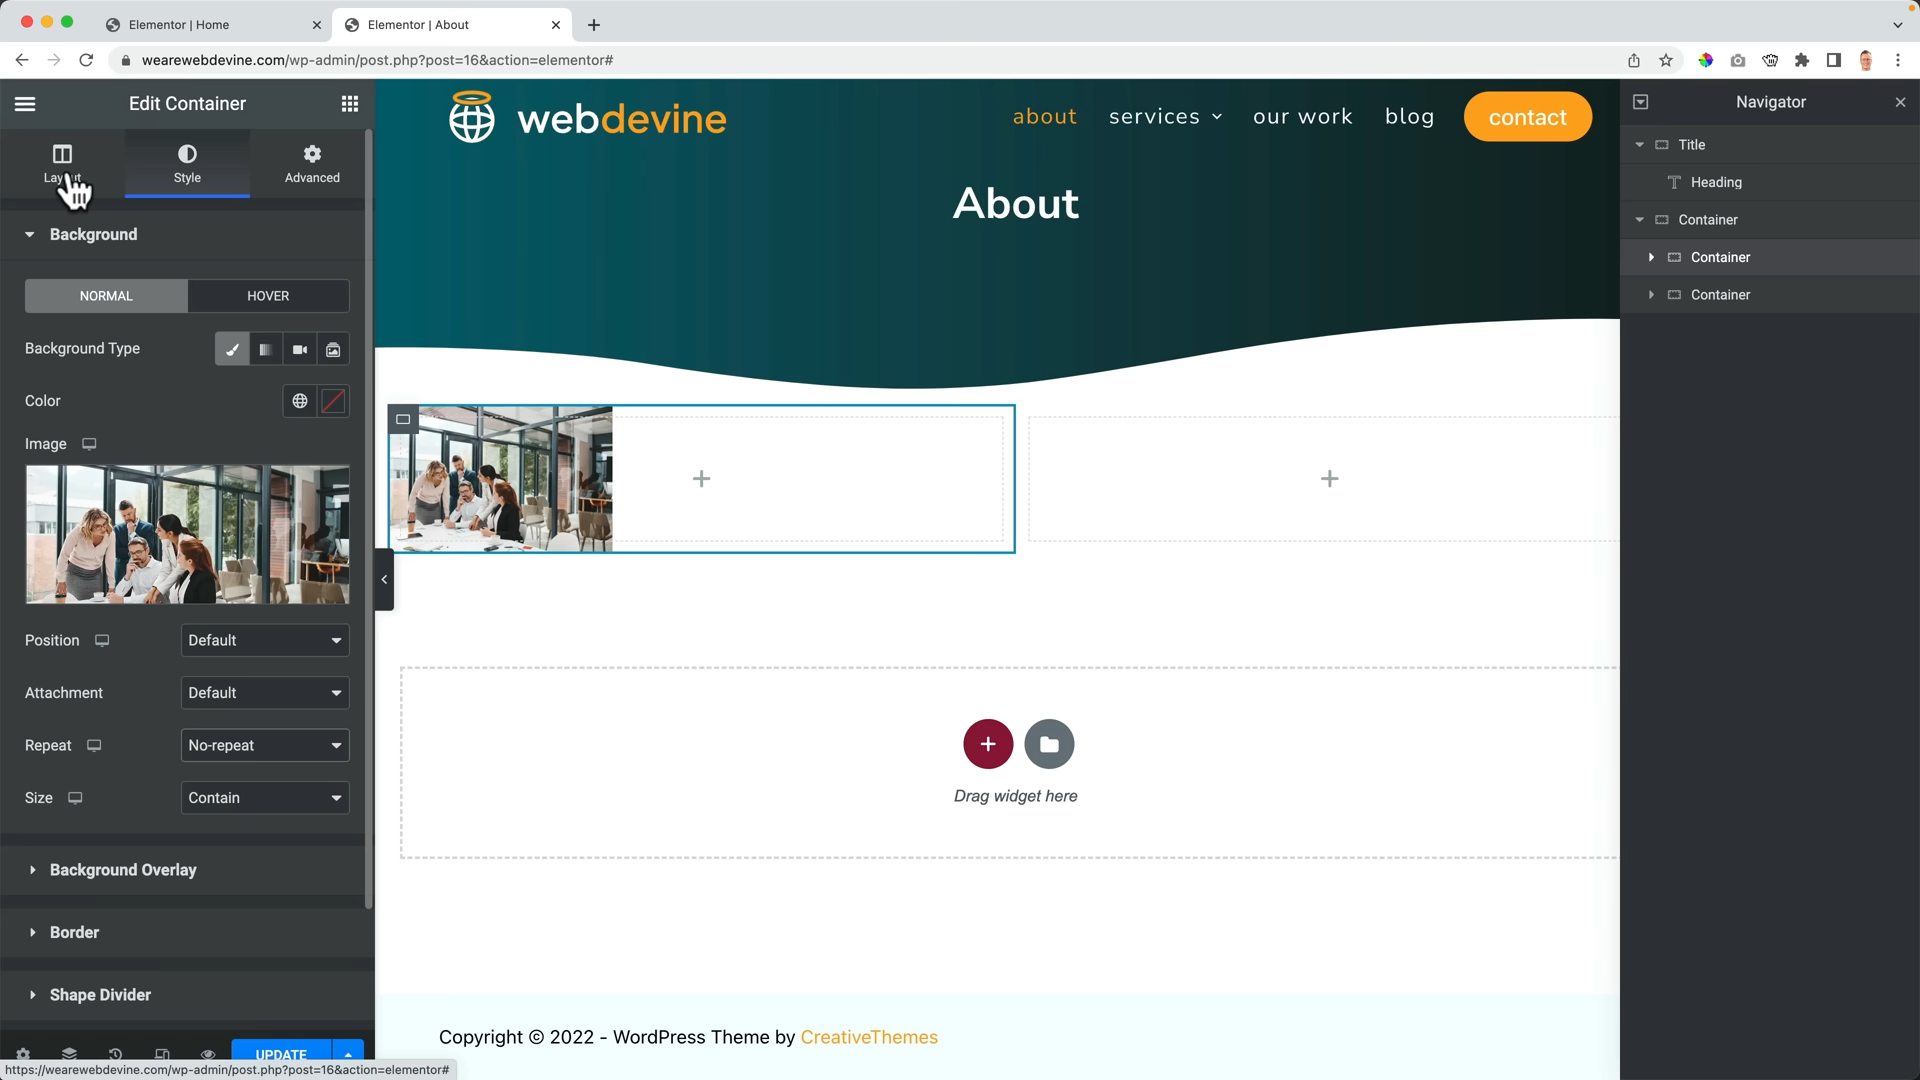 Elementor | Home
Elementor | About
wearewebdevine.com/wp-admin/post.php?post=16&action=elementor#
Edit Container
Layout
Style
Advanced
Background
NORMAL
HOVER
Background Type
Color
Image
Position
Default
Attachment
Default
Repeat
No-repeat
Size
Contain
Background Overlay
Border
Shape Divider
UPDATE
https://wearewebdevine.com/wp-admin/post.php?post=16&action=elementor#
webdevine
about
services
our work
blog
contact
About
Drag widget here
Copyright © 2022 - WordPress Theme by CreativeThemes
Navigator
Title
Heading
Container
Container
Container